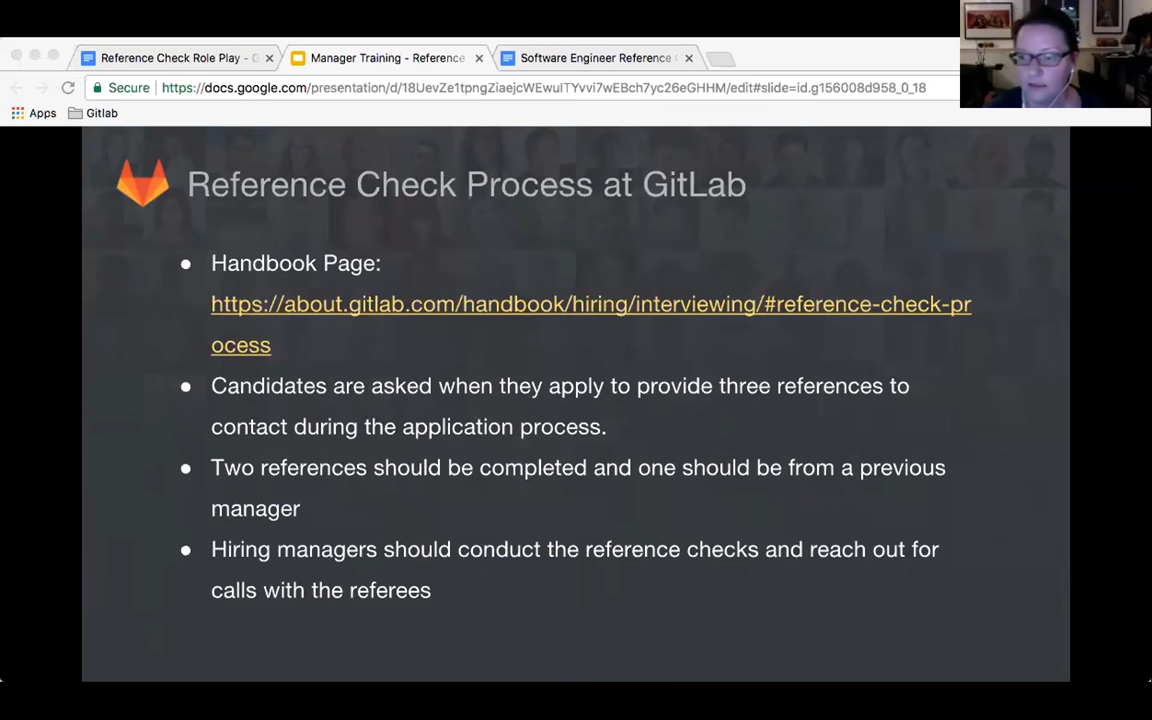 Reference Check Role Play - G
Manager Training - Reference
Software Engineer Reference
Secure
https://docs.google.com/presentation/d/18UevZe1tpngZiaejcWEwuITYvvi7wEBch7yc26eGHHM/edit#slide=id.g156008d958_0_18
Apps
Gitlab
Reference Check Process at GitLab
● Handbook Page:
https://about.gitlab.com/handbook/hiring/interviewing/#reference-check-pr
ocess
● Candidates are asked when they apply to provide three references to
contact during the application process.
● Two references should be completed and one should be from a previous
manager
● Hiring managers should conduct the reference checks and reach out for
calls with the referees